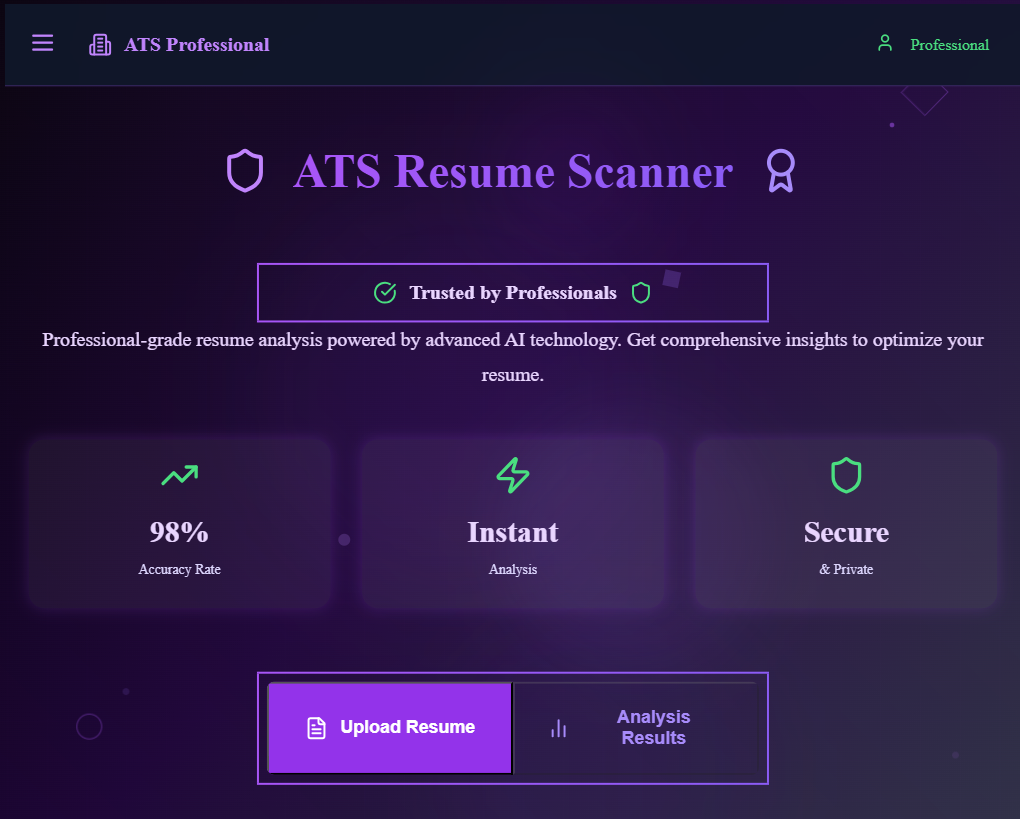 ATS Professional
Professional
ATS Resume Scanner
Trusted by Professionals
Professional-grade resume analysis powered by advanced AI technology. Get comprehensive insights to optimize your
resume.
98%
Accuracy Rate
Instant
Analysis
Secure
& Private
Upload Resume
Analysis
Results